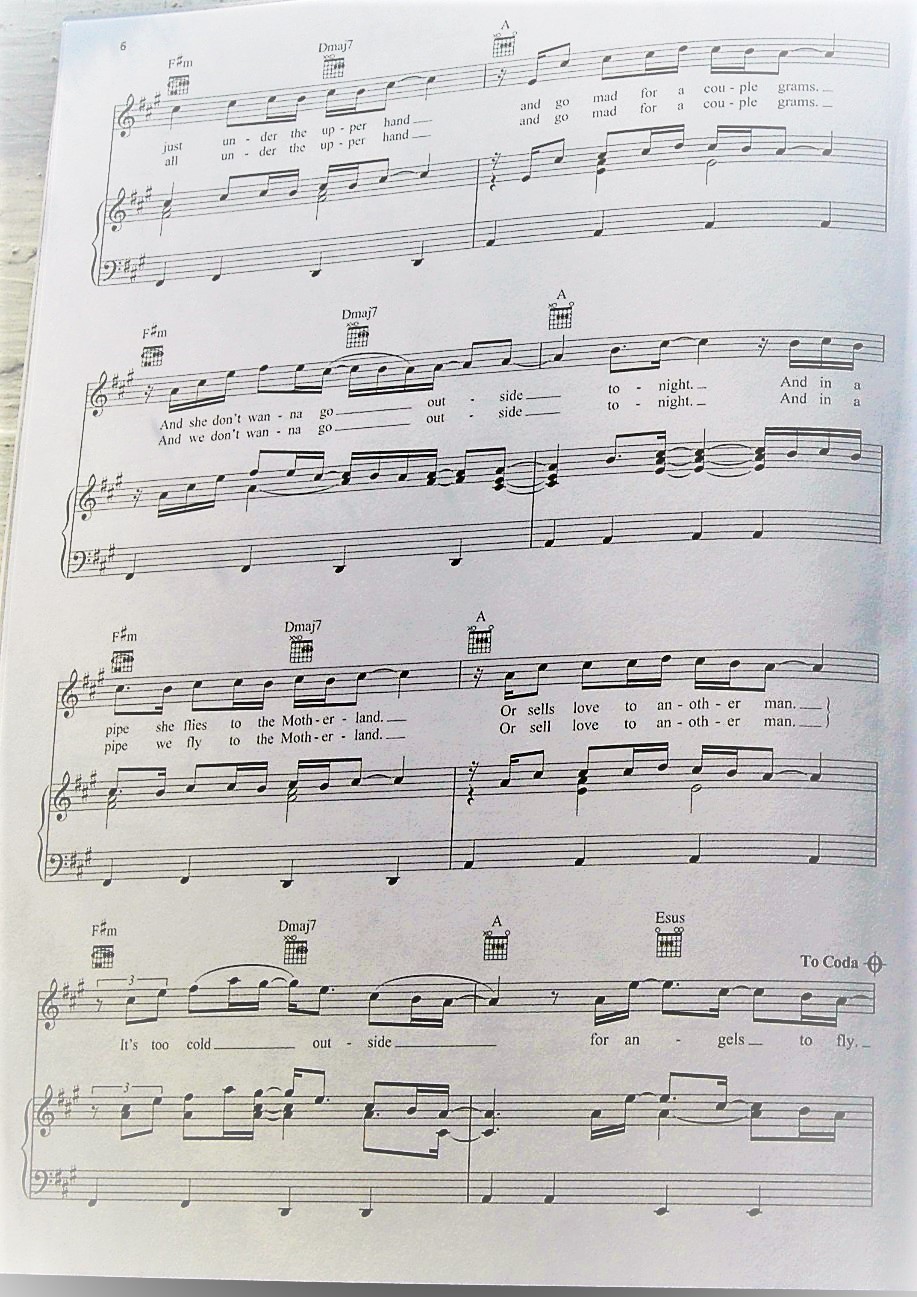 6
F#m Dmaj7 A
just un - der the up - per hand and go mad for a cou - ple grams.
all un - der the up - per hand and go mad for a cou - ple grams.
F#m Dmaj7 A
And she don't wan - na go out - side to - night. And in a
And we don't wan - na go out - side to - night. And in a
F#m Dmaj7 A
pipe she flies to the Moth - er - land. Or sells love to an - oth - er man.
pipe we fly to the Moth - er - land. Or sell love to an - oth - er man.
F#m Dmaj7 A Esus
To Coda
3
It's too cold out - side for an - gels to fly.
3